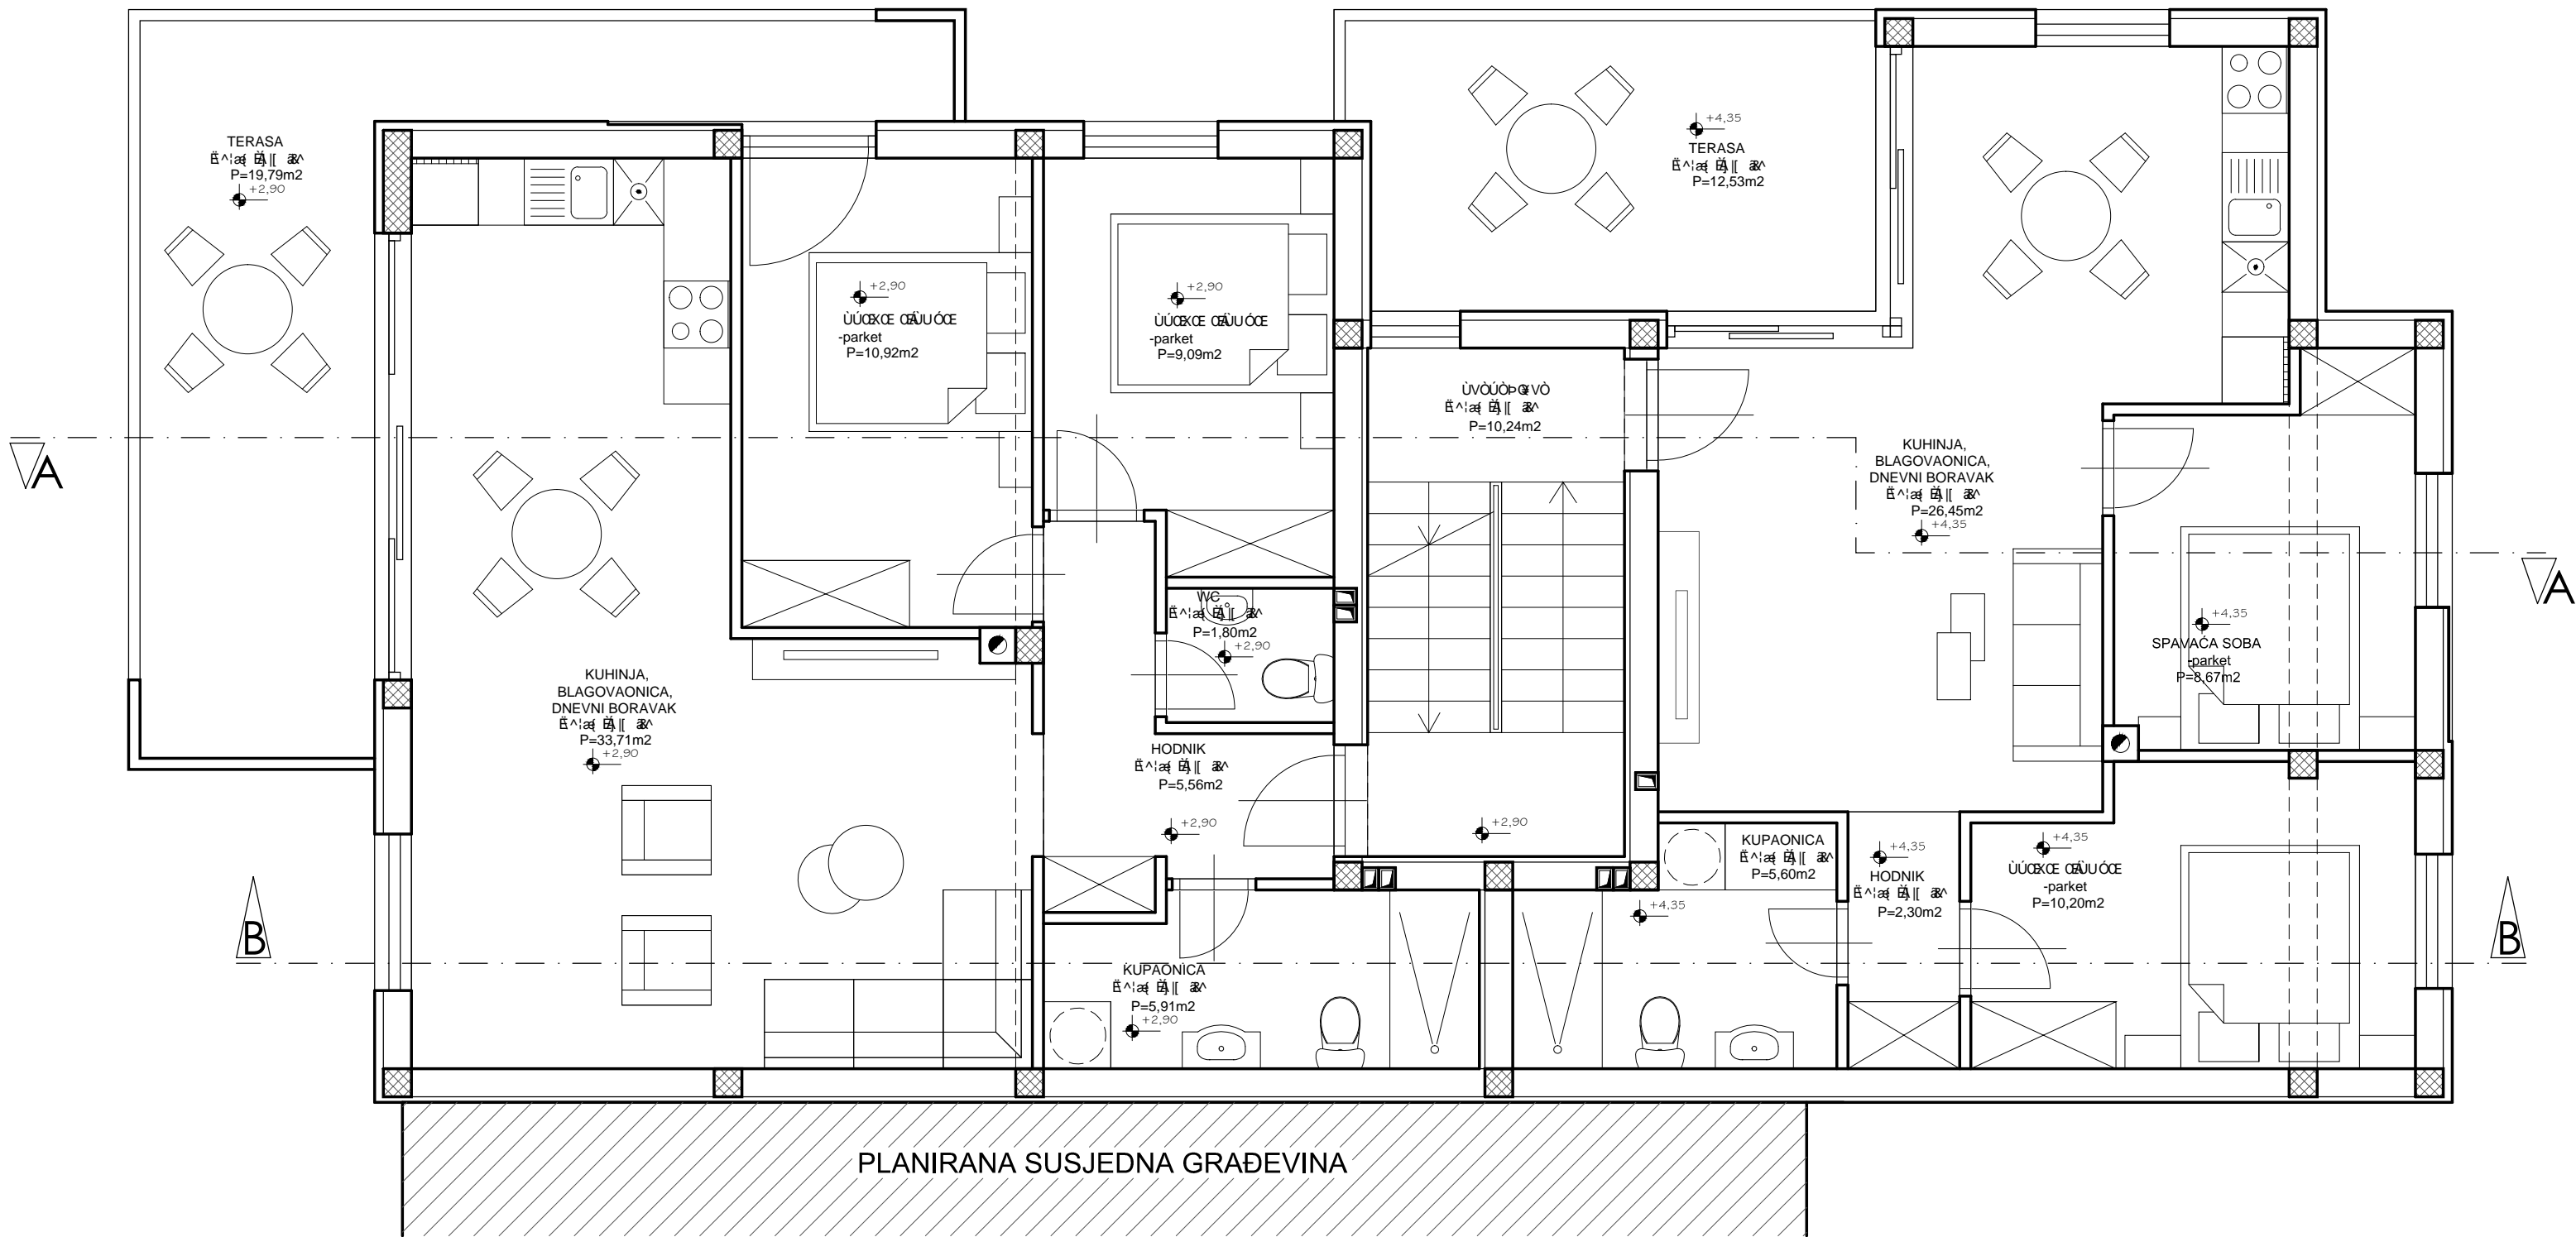 TERASA
P=19,79m2
+2,90
+2,90
-parket
P=10,92m2
+2,90
-parket
P=9,09m2
+4,35
TERASA
P=12,53m2
P=10,24m2
KUHINJA,
BLAGOVAONICA,
DNEVNI BORAVAK
P=26,45m2
+4,35
A
A
WC
P=1,80m2
+2,90
+4,35
SPAVAĆA SOBA
-parket
P=8,67m2
KUHINJA,
BLAGOVAONICA,
DNEVNI BORAVAK
P=33,71m2
+2,90
HODNIK
P=5,56m2
+2,90
+2,90
KUPAONICA
P=5,60m2
+4,35
+4,35
HODNIK
P=2,30m2
+4,35
-parket
P=10,20m2
B
B
KUPAONICA
P=5,91m2
+2,90
PLANIRANA SUSJEDNA GRAĐEVINA